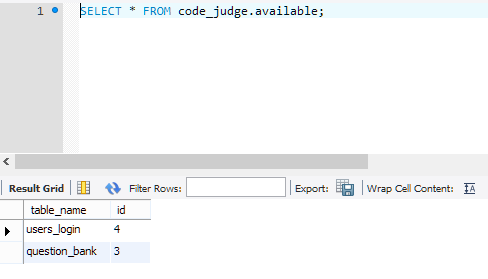 1 SELECT * FROM code_judge.available;
Result Grid Filter Rows: Export: Wrap Cell Content: IA
table_name id
users_login 4
question_bank 3